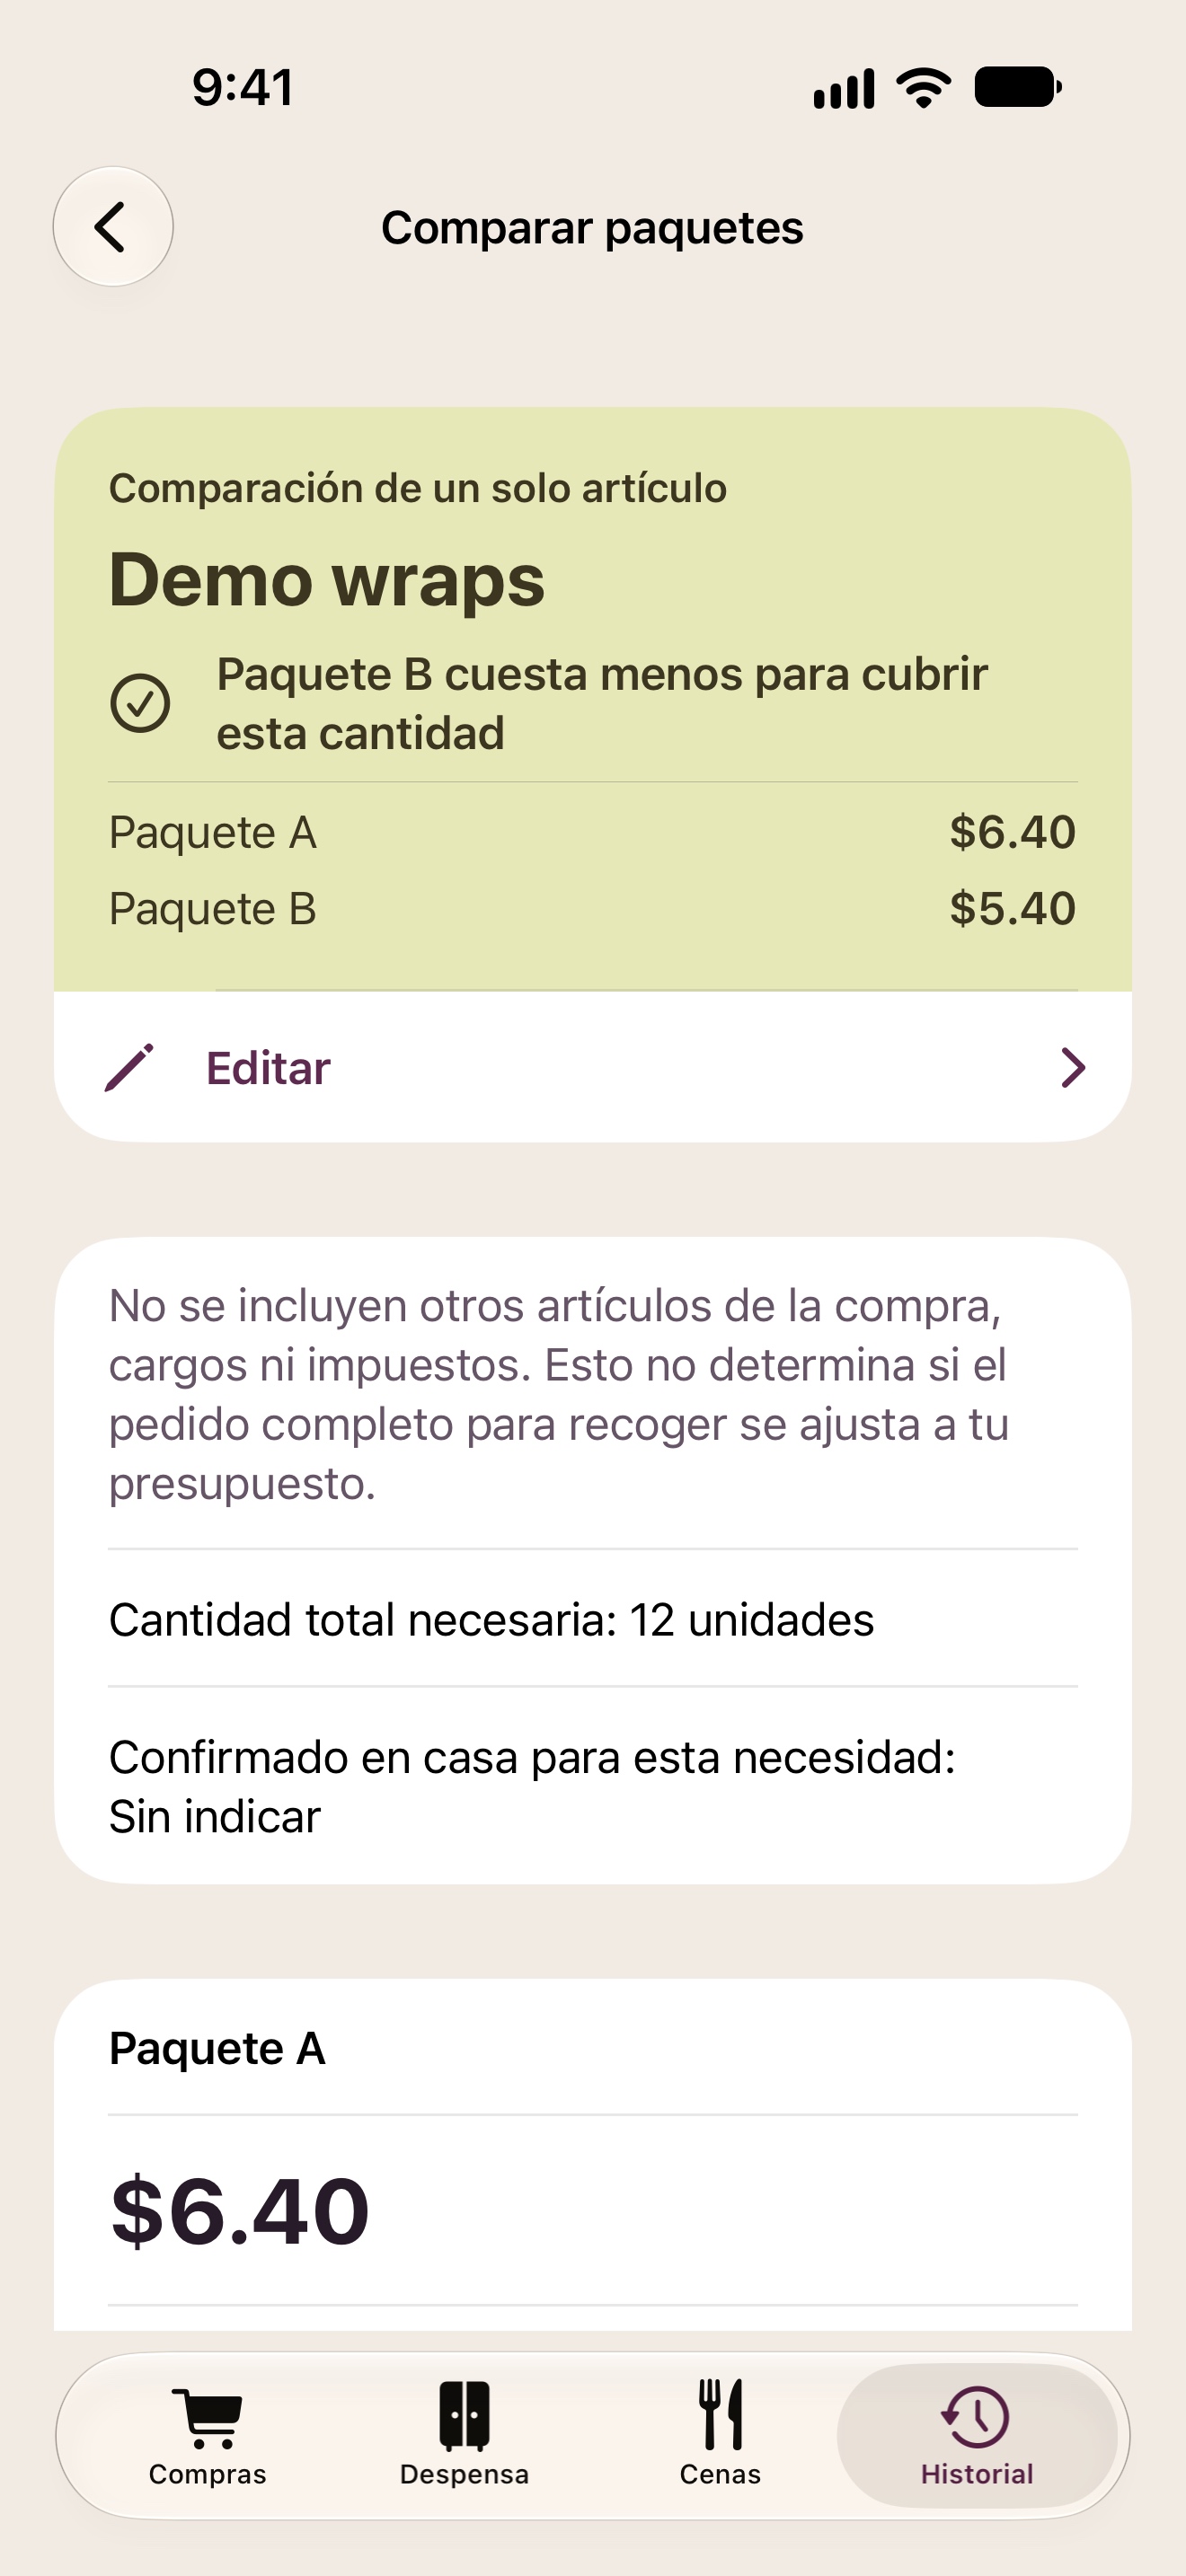 9:41
Comparar paquetes
Comparación de un solo artículo
Demo wraps
Paquete B cuesta menos para cubrir
esta cantidad
Paquete A $6.40
Paquete B $5.40
Editar
No se incluyen otros artículos de la compra,
cargos ni impuestos. Esto no determina si el
pedido completo para recoger se ajusta a tu
presupuesto.
Cantidad total necesaria: 12 unidades
Confirmado en casa para esta necesidad:
Sin indicar
Paquete A
$6.40
Compras Despensa Cenas Historial